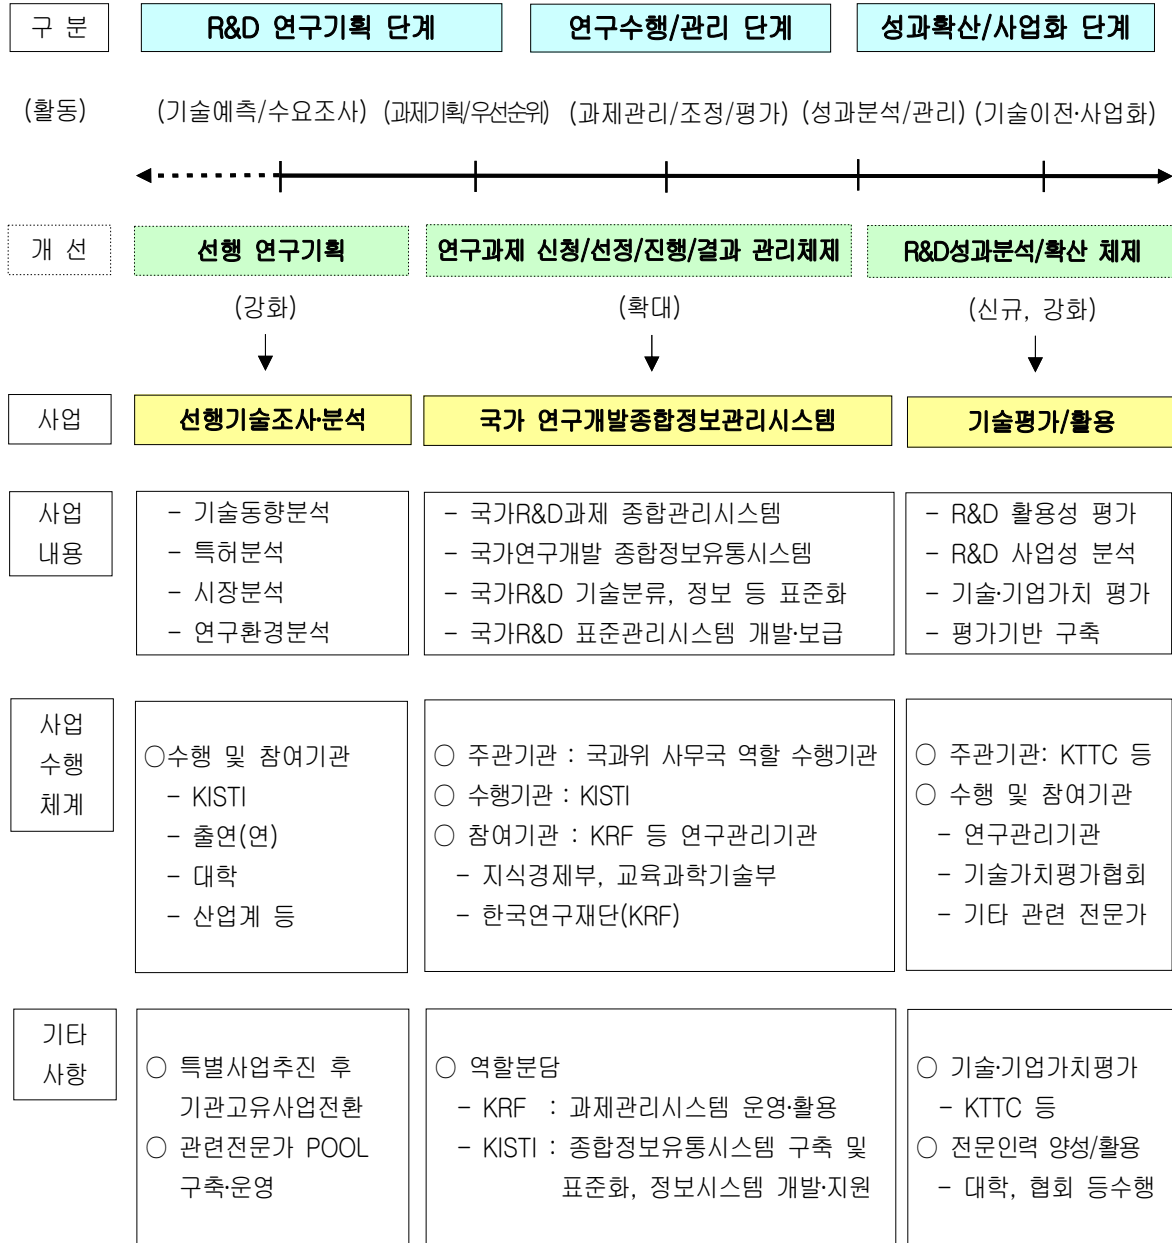 구 분
R&D 연구기획 단계
연구수행/관리 단계
성과확산/사업화 단계
(활동)
(기술예측/수요조사)
(과제기획/우선순위)
(과제관리/조정/평가)
(성과분석/관리)
(기술이전·사업화)
개 선
선행 연구기획
연구과제 신청/선정/진행/결과 관리체제
R&D성과분석/확산 체제
(강화)
(확대)
(신규, 강화)
사업
선행기술조사·분석
국가 연구개발종합정보관리시스템
기술평가/활용
사업
내용
- 기술동향분석
- 특허분석
- 시장분석
- 연구환경분석
- 국가R&D과제 종합관리시스템
- 국가연구개발 종합정보유통시스템
- 국가R&D 기술분류, 정보 등 표준화
- 국가R&D 표준관리시스템 개발·보급
- R&D 활용성 평가
- R&D 사업성 분석
- 기술·기업가치 평가
- 평가기반 구축
사업
수행
체계
○수행 및 참여기관
- KISTI
- 출연(연)
- 대학
- 산업계 등
○ 주관기관 : 국과위 사무국 역할 수행기관
○ 수행기관 : KISTI
○ 참여기관 : KRF 등 연구관리기관
- 지식경제부, 교육과학기술부
- 한국연구재단(KRF)
○ 주관기관: KTTC 등
○ 수행 및 참여기관
- 연구관리기관
- 기술가치평가협회
- 기타 관련 전문가
기타
사항
○ 특별사업추진 후
기관고유사업전환
○ 관련전문가 POOL
구축·운영
○ 역할분담
- KRF : 과제관리시스템 운영·활용
- KISTI : 종합정보유통시스템 구축 및
표준화, 정보시스템 개발·지원
○ 기술·기업가치평가
- KTTC 등
○ 전문인력 양성/활용
- 대학, 협회 등수행